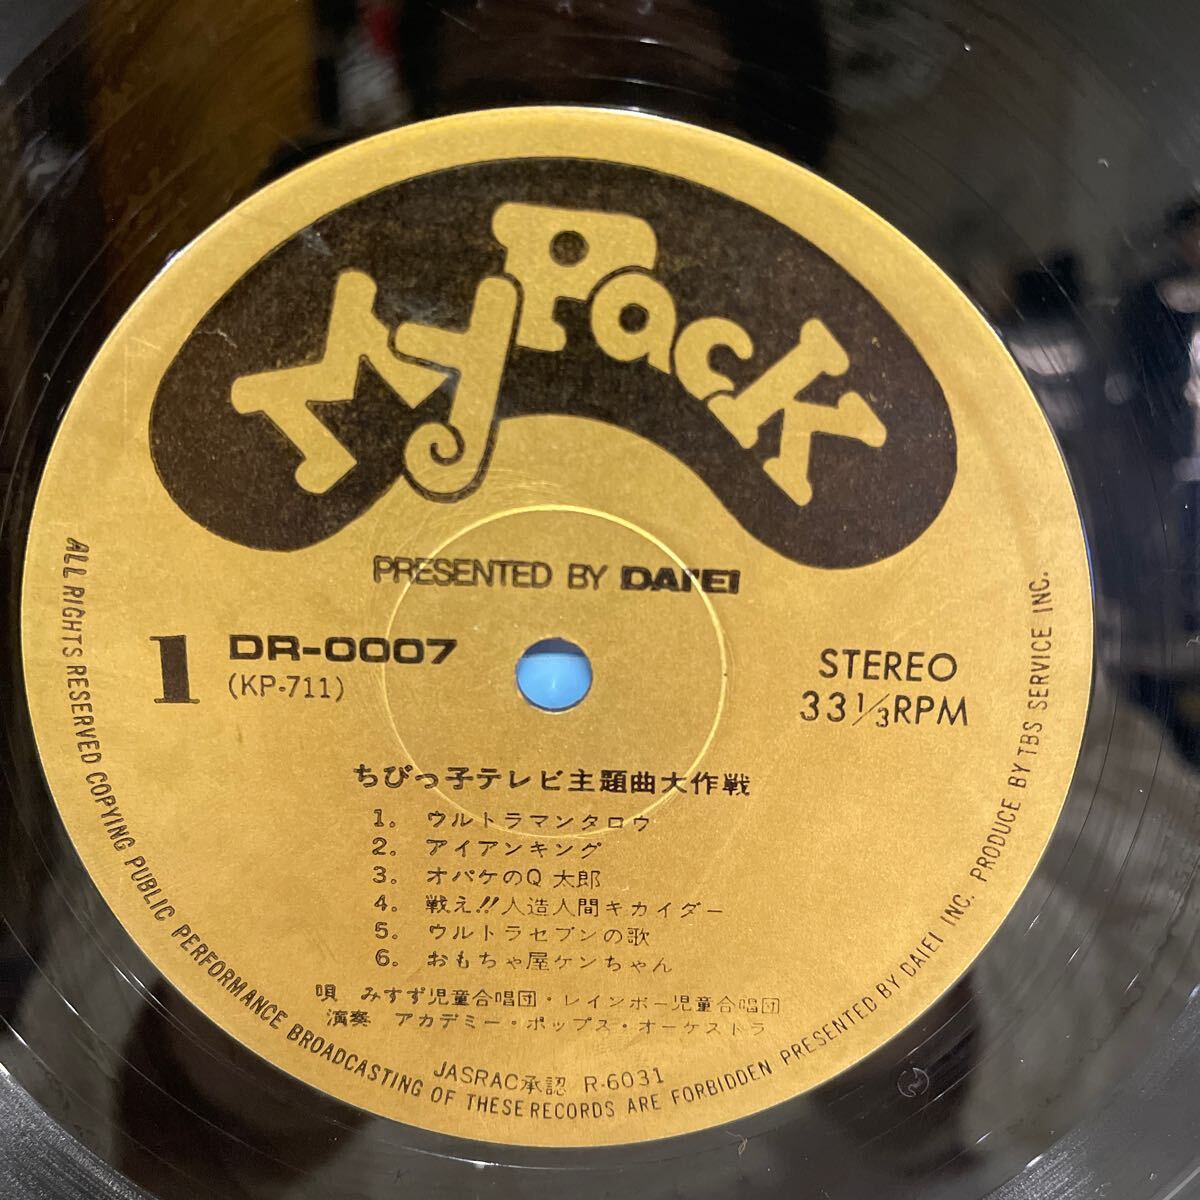 My Pack
PRESENTED BY DAIEI
1
DR-0007
(KP-711)
STEREO
33 1/3 RPM
ちびっ子テレビ主題曲大作戦
1。 ウルトラマンタロウ
2。 アイアンキング
3。 オバケのQ太郎
4。 戦え!!人造人間キカイダー
5。 ウルトラセブンの歌
6。 おもちゃ屋ケンちゃん
唄 みすず児童合唱団・レインボー児童合唱団
演奏 アカデミー・ポップス・オーケストラ
JASRAC承認 R-6031
ALL RIGHTS RESERVED COPYING PUBLIC PERFORMANCE BROADCASTING OF THESE RECORDS ARE FORBIDDEN PRESENTED BY DAIEI INC. PRODUCE BY TBS SERVICE INC.